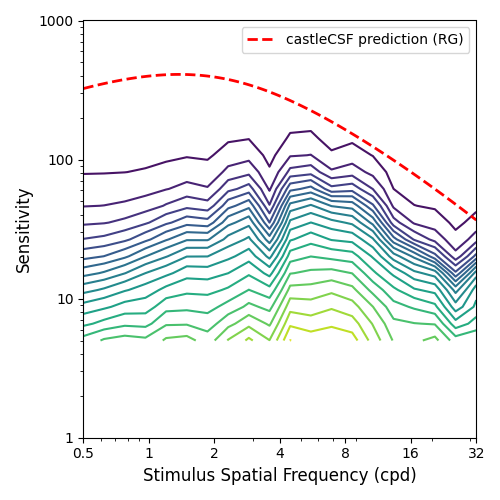 1000
castleCSF prediction (RG)
100
Sensitivity
10
1
0.5 1 2 4 8 16 32
Stimulus Spatial Frequency (cpd)